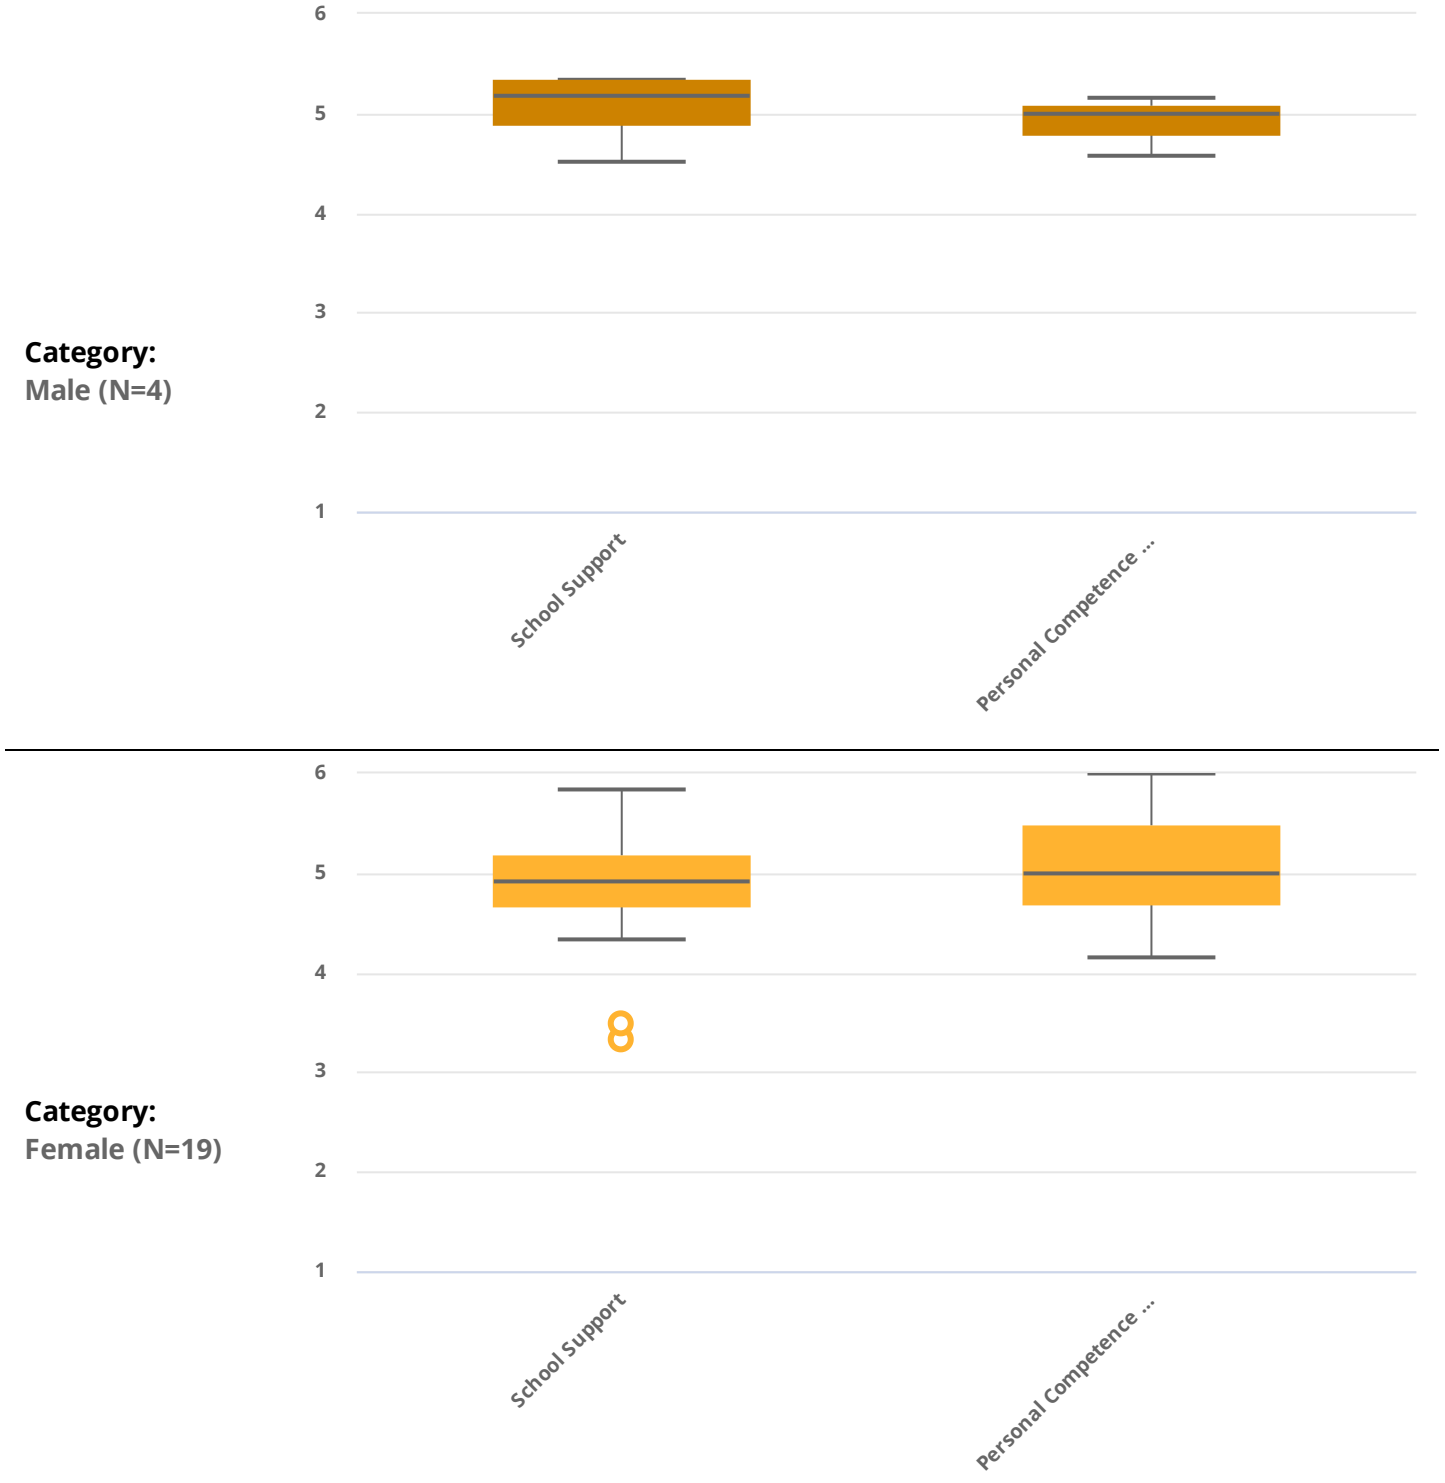 6
5
4
3
2
1
Category:
Male (N=4)
School Support
Personal Competence ...
6
5
4
3
2
1
Category:
Female (N=19)
School Support
Personal Competence ...